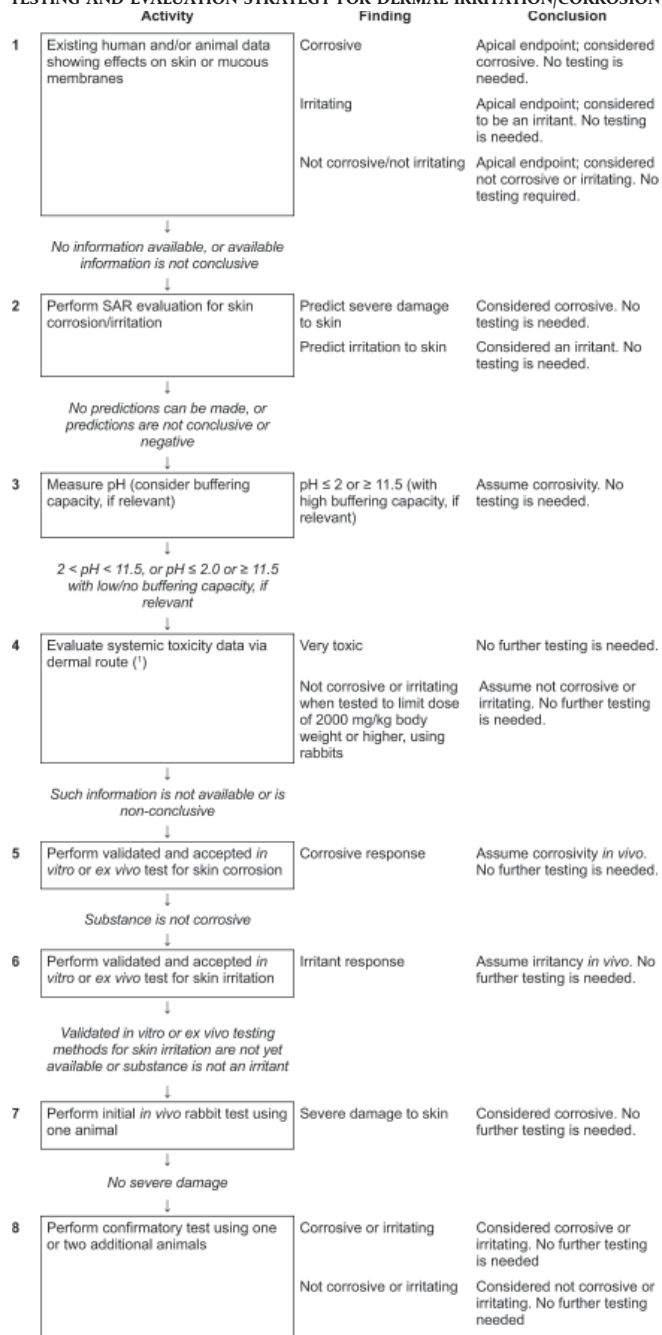 TESTING AND EVALUATION STRATEGY FOR DERMAL IRRITATION/CORROSION
Activity Finding Conclusion
1 Existing human and/or animal data showing effects on skin or mucous membranes
Corrosive
Apical endpoint; considered corrosive. No testing is needed.
Irritating
Apical endpoint; considered to be an irritant. No testing is needed.
Not corrosive/not irritating
Apical endpoint; considered not corrosive or irritating. No testing required.
↓
No information available, or available
information is not conclusive
↓
2 Perform SAR evaluation for skin corrosion/irritation
Predict severe damage to skin
Considered corrosive. No testing is needed.
Predict irritation to skin
Considered an irritant. No testing is needed.
↓
No predictions can be made, or
predictions are not conclusive or
negative
↓
3 Measure pH (consider buffering capacity, if relevant)
pH ≤ 2 or ≥ 11.5 (with high buffering capacity, if relevant)
Assume corrosivity. No testing is needed.
↓
2 < pH < 11.5, or pH ≤ 2.0 or ≥ 11.5
with low/no buffering capacity, if
relevant
↓
4 Evaluate systemic toxicity data via dermal route (¹)
Very toxic
No further testing is needed.
Not corrosive or irritating when tested to limit dose of 2000 mg/kg body weight or higher, using rabbits
Assume not corrosive or irritating. No further testing is needed.
↓
Such information is not available or is
non-conclusive
↓
5 Perform validated and accepted in vitro or ex vivo test for skin corrosion
Corrosive response
Assume corrosivity in vivo. No further testing is needed.
↓
Substance is not corrosive
↓
6 Perform validated and accepted in vitro or ex vivo test for skin irritation
Irritant response
Assume irritancy in vivo. No further testing is needed.
↓
Validated in vitro or ex vivo testing
methods for skin irritation are not yet
available or substance is not an irritant
↓
7 Perform initial in vivo rabbit test using one animal
Severe damage to skin
Considered corrosive. No further testing is needed.
↓
No severe damage
↓
8 Perform confirmatory test using one or two additional animals
Corrosive or irritating
Considered corrosive or irritating. No further testing is needed
Not corrosive or irritating
Considered not corrosive or irritating. No further testing needed